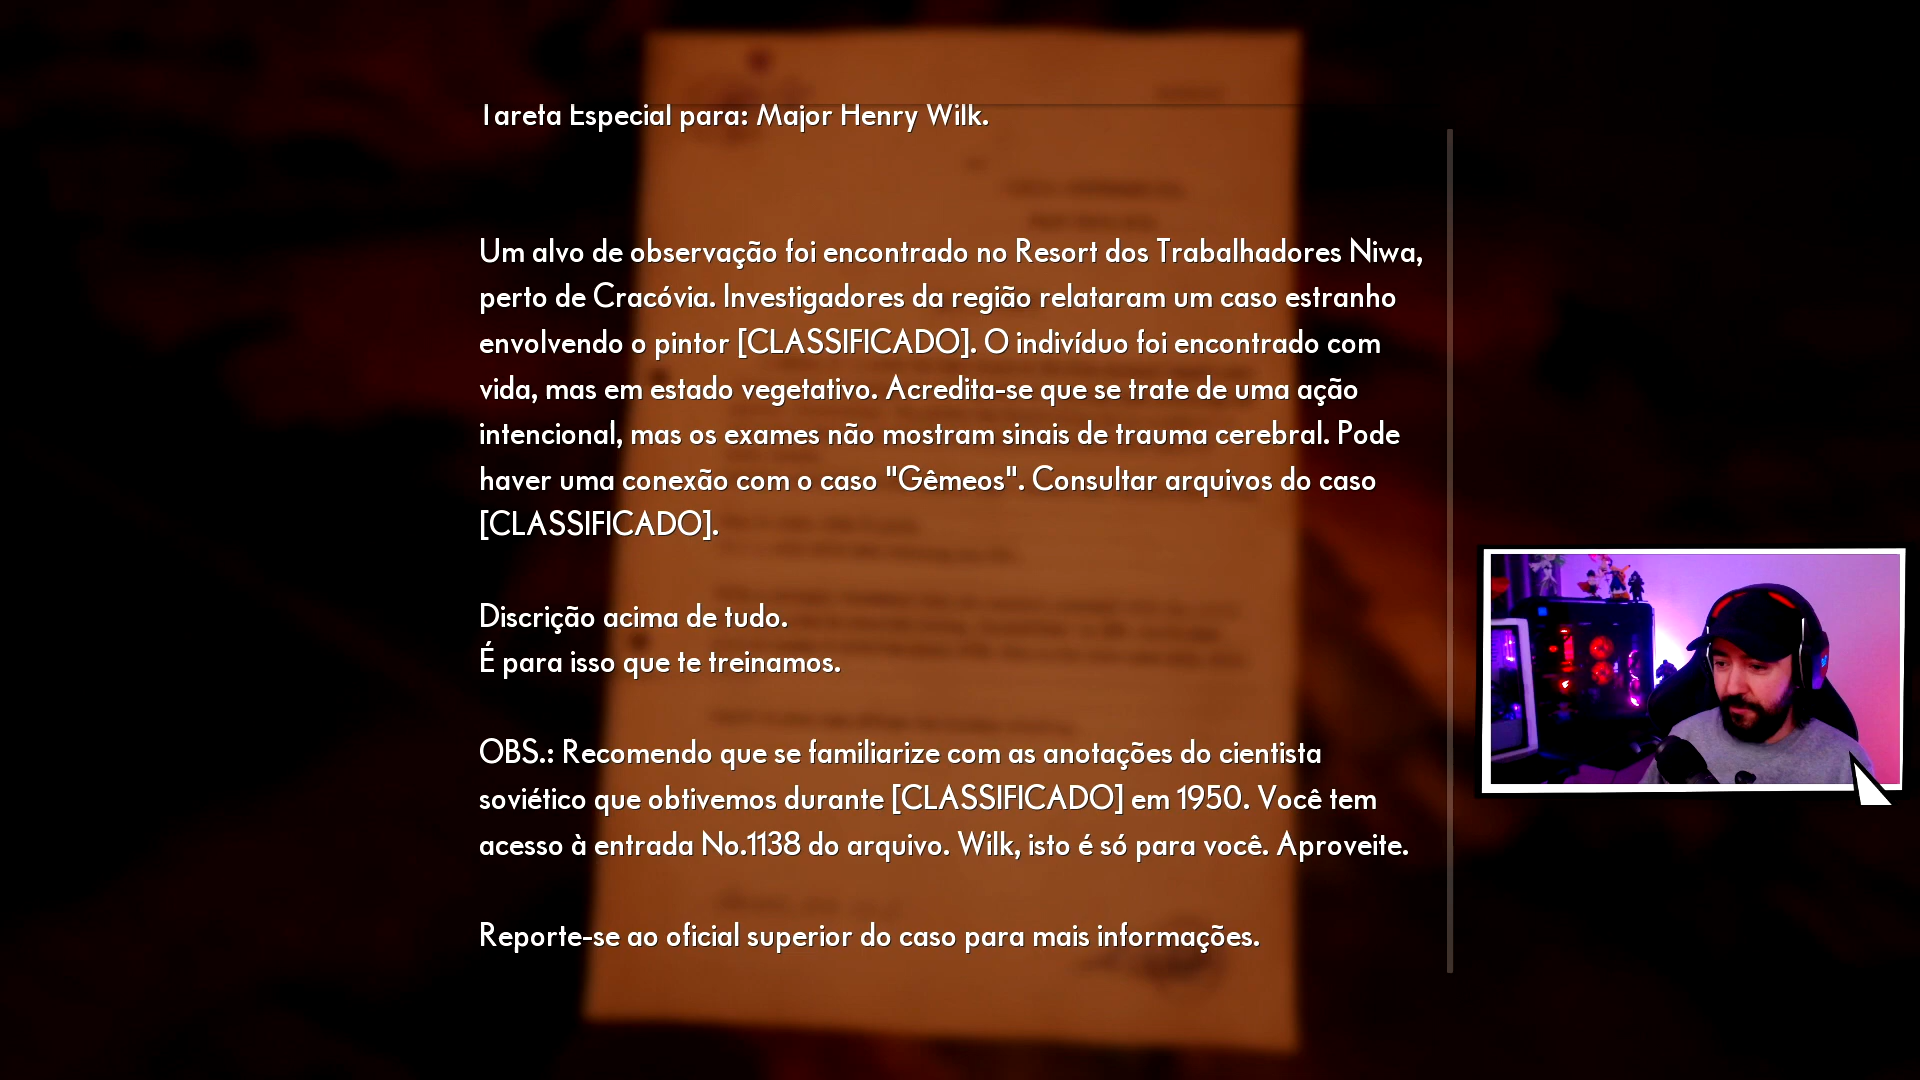 Tarefa Especial para: Major Henry Wilk.
Um alvo de observação foi encontrado no Resort dos Trabalhadores Niwa,
perto de Cracóvia. Investigadores da região relataram um caso estranho
envolvendo o pintor [CLASSIFICADO]. O indivíduo foi encontrado com
vida, mas em estado vegetativo. Acredita-se que se trate de uma ação
intencional, mas os exames não mostram sinais de trauma cerebral. Pode
haver uma conexão com o caso "Gêmeos". Consultar arquivos do caso
[CLASSIFICADO].
Discrição acima de tudo.
É para isso que te treinamos.
OBS.: Recomendo que se familiarize com as anotações do cientista
soviético que obtivemos durante [CLASSIFICADO] em 1950. Você tem
acesso à entrada No.1138 do arquivo. Wilk, isto é só para você. Aproveite.
Reporte-se ao oficial superior do caso para mais informações.